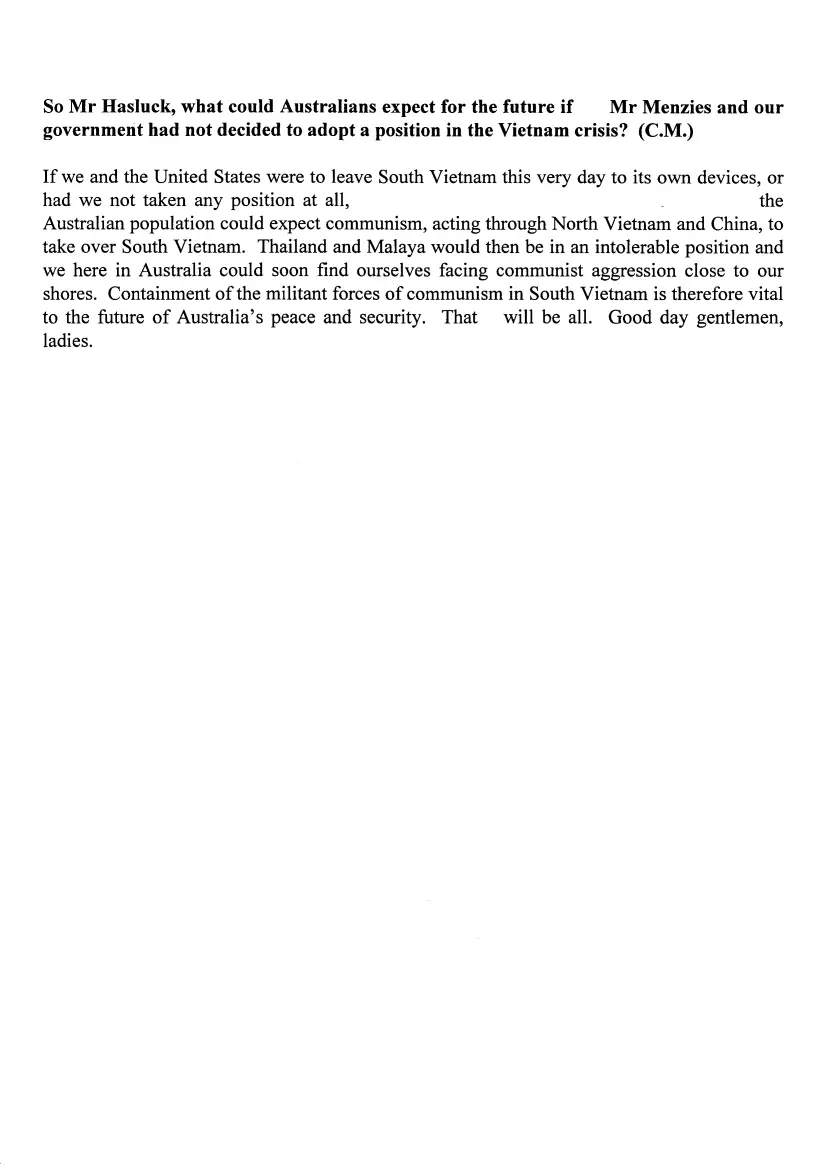 So Mr Hasluck, what could Australians expect for the future if Mr Menzies and our
government had not decided to adopt a position in the Vietnam crisis? (C.M.)
If we and the United States were to leave South Vietnam this very day to its own devices, or
had we not taken any position at all, the
Australian population could expect communism, acting through North Vietnam and China, to
take over South Vietnam. Thailand and Malaya would then be in an intolerable position and
we here in Australia could soon find ourselves facing communist aggression close to our
shores. Containment of the militant forces of communism in South Vietnam is therefore vital
to the future of Australia's peace and security. That will be all. Good day gentlemen,
ladies.